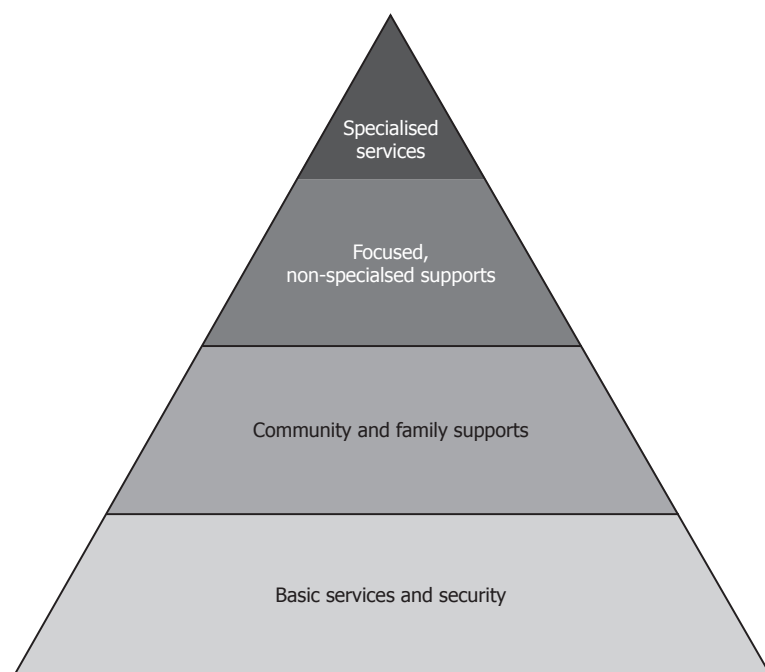 Specialised
services
Focused,
non-specialsed supports
Community and family supports
Basic services and security